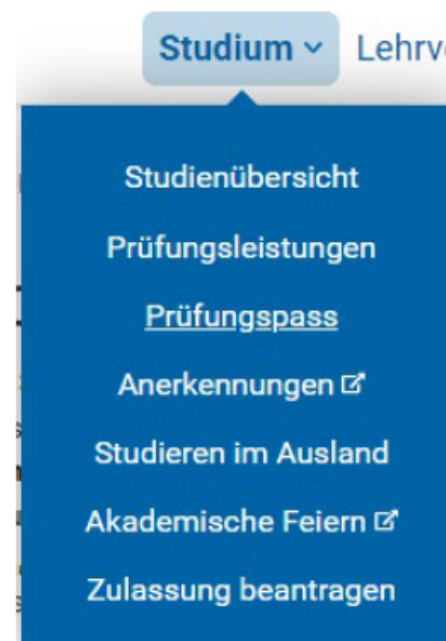 Studium
Studienübersicht
Prüfungsleistungen
Prüfungspass
Anerkennungen
Studieren im Ausland
Akademische Feiern
Zulassung beantragen